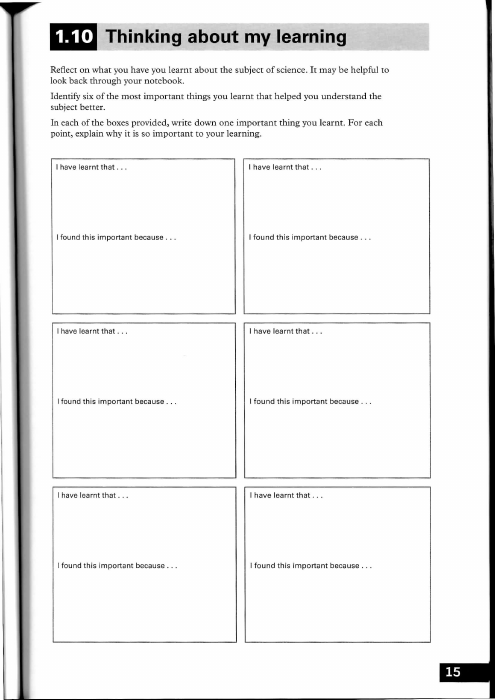 1.10 Thinking about my learning
Reflect on what you have you learnt about the subject of science. It may be helpful to
look back through your notebook.
Identify six of the most important things you learnt that helped you understand the
subject better.
In each of the boxes provided, write down one important thing you learnt. For each
point, explain why it is so important to your learning.
I have learnt that . . .
I found this important because . . .
I have learnt that . . .
I found this important because . . .
I have learnt that . . .
I found this important because . . .
I have learnt that . . .
I found this important because . . .
I have learnt that . . .
I found this important because . . .
I have learnt that . . .
I found this important because . . .
15